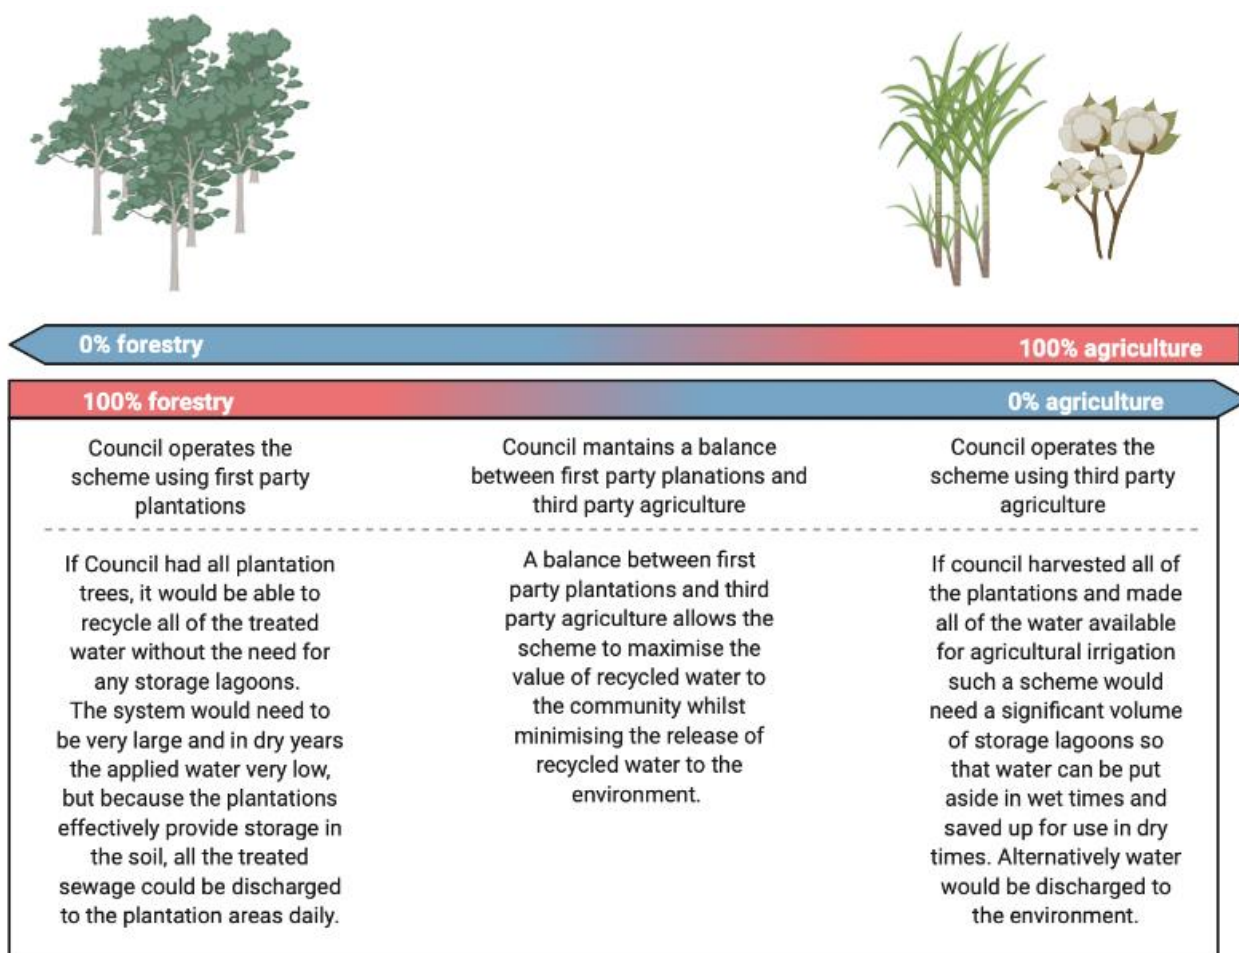 0% forestry
100% agriculture
100% forestry
0% agriculture
Council operates the
scheme using first party
plantations
Council mantains a balance
between first party planations and
third party agriculture
Council operates the
scheme using third party
agriculture
If Council had all plantation
trees, it would be able to
recycle all of the treated
water without the need for
any storage lagoons.
The system would need to
be very large and in dry years
the applied water very low,
but because the plantations
effectively provide storage in
the soil, all the treated
sewage could be discharged
to the plantation areas daily.
A balance between first
party plantations and third
party agriculture allows the
scheme to maximise the
value of recycled water to
the community whilst
minimising the release of
recycled water to the
environment.
If council harvested all of
the plantations and made
all of the water available
for agricultural irrigation
such a scheme would
need a significant volume
of storage lagoons so
that water can be put
aside in wet times and
saved up for use in dry
times. Alternatively water
would be discharged to
the environment.